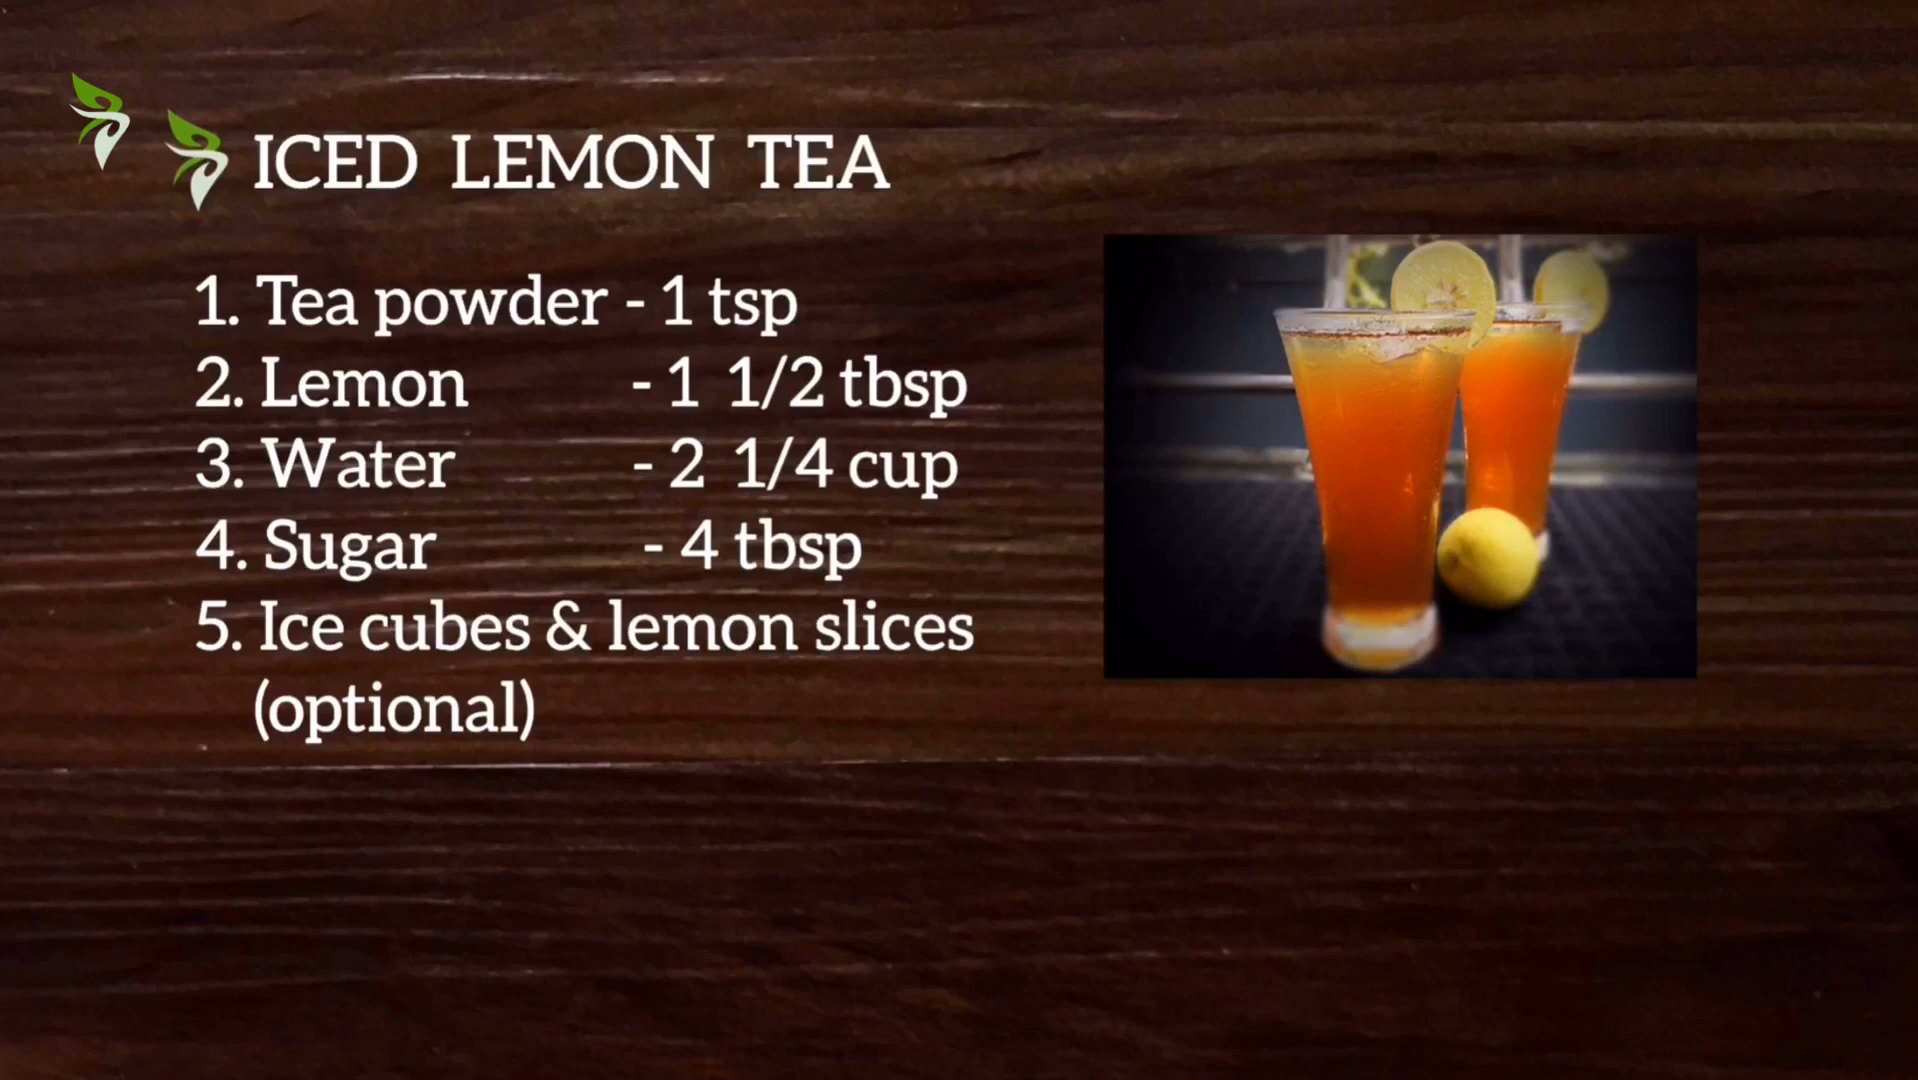 ICED LEMON TEA
1. Tea powder - 1 tsp
2. Lemon - 1 1/2 tbsp
3. Water - 2 1/4 cup
4. Sugar - 4 tbsp
5. Ice cubes & lemon slices
(optional)